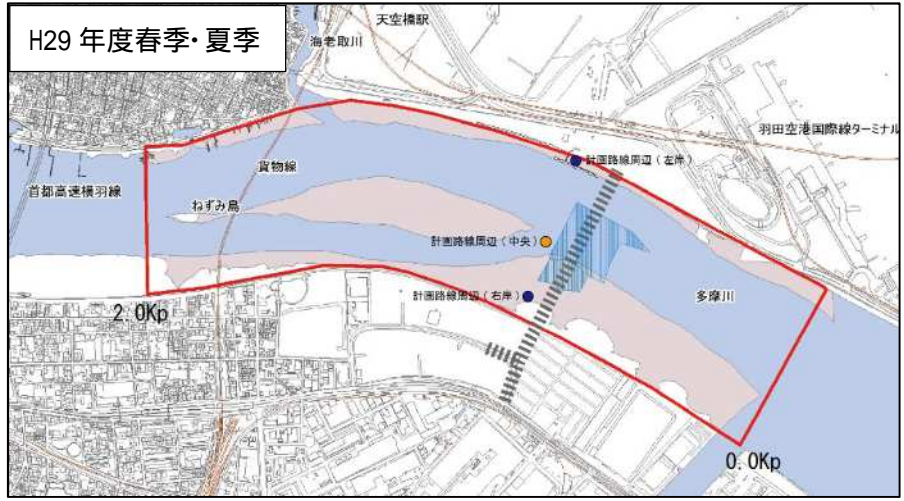 H29 年度春季・夏季
天空橋駅
海老取川
羽田空港国際線ターミナル
計画路線周辺（左岸）
貨物線
首都高速横羽線
ねずみ島
計画路線周辺（中央）
計画路線周辺（右岸）
多摩川
2.0Kp
0.0Kp